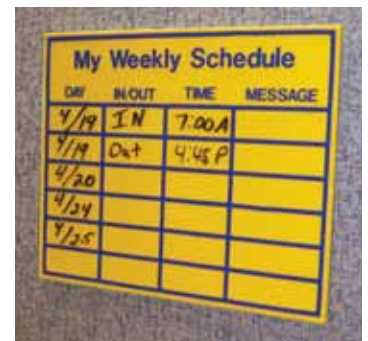 My Weekly Schedule
DAY IN/OUT TIME MESSAGE
4/19 IN 7:00A
4/19 Out 4:45P
4/20
4/24
4/25